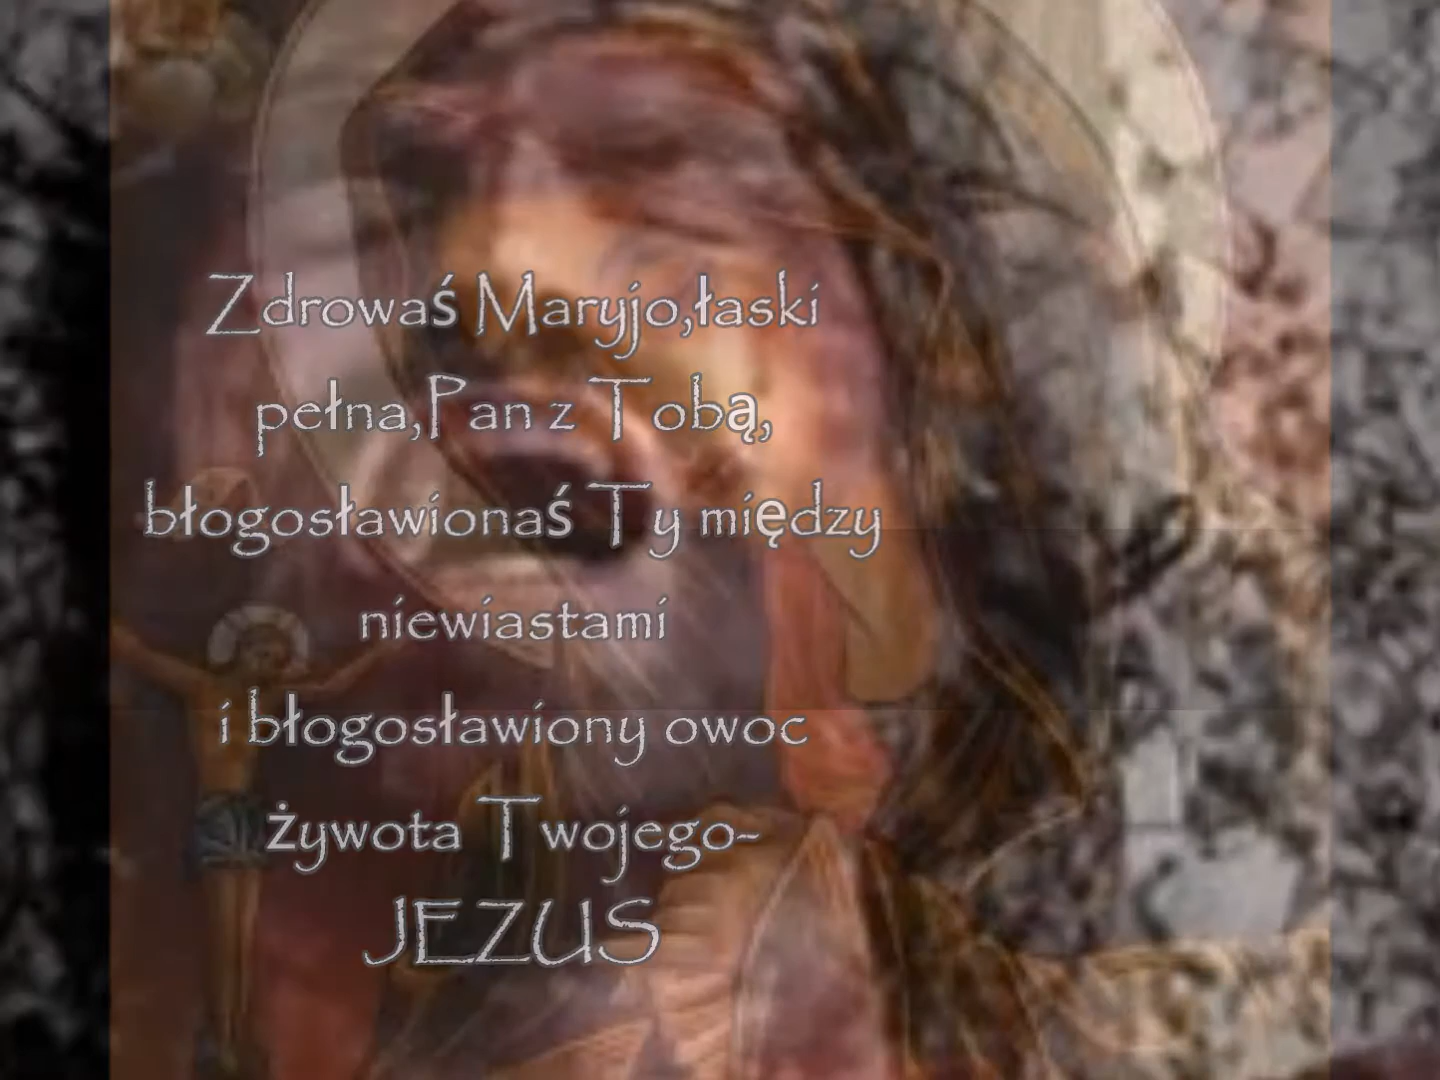 Zdrowaś Maryjo,łaski
pełna,Pan z Tobą,
błogosławionaś Ty między
niewiastami
i błogosławiony owoc
żywota Twojego-
JEZUS